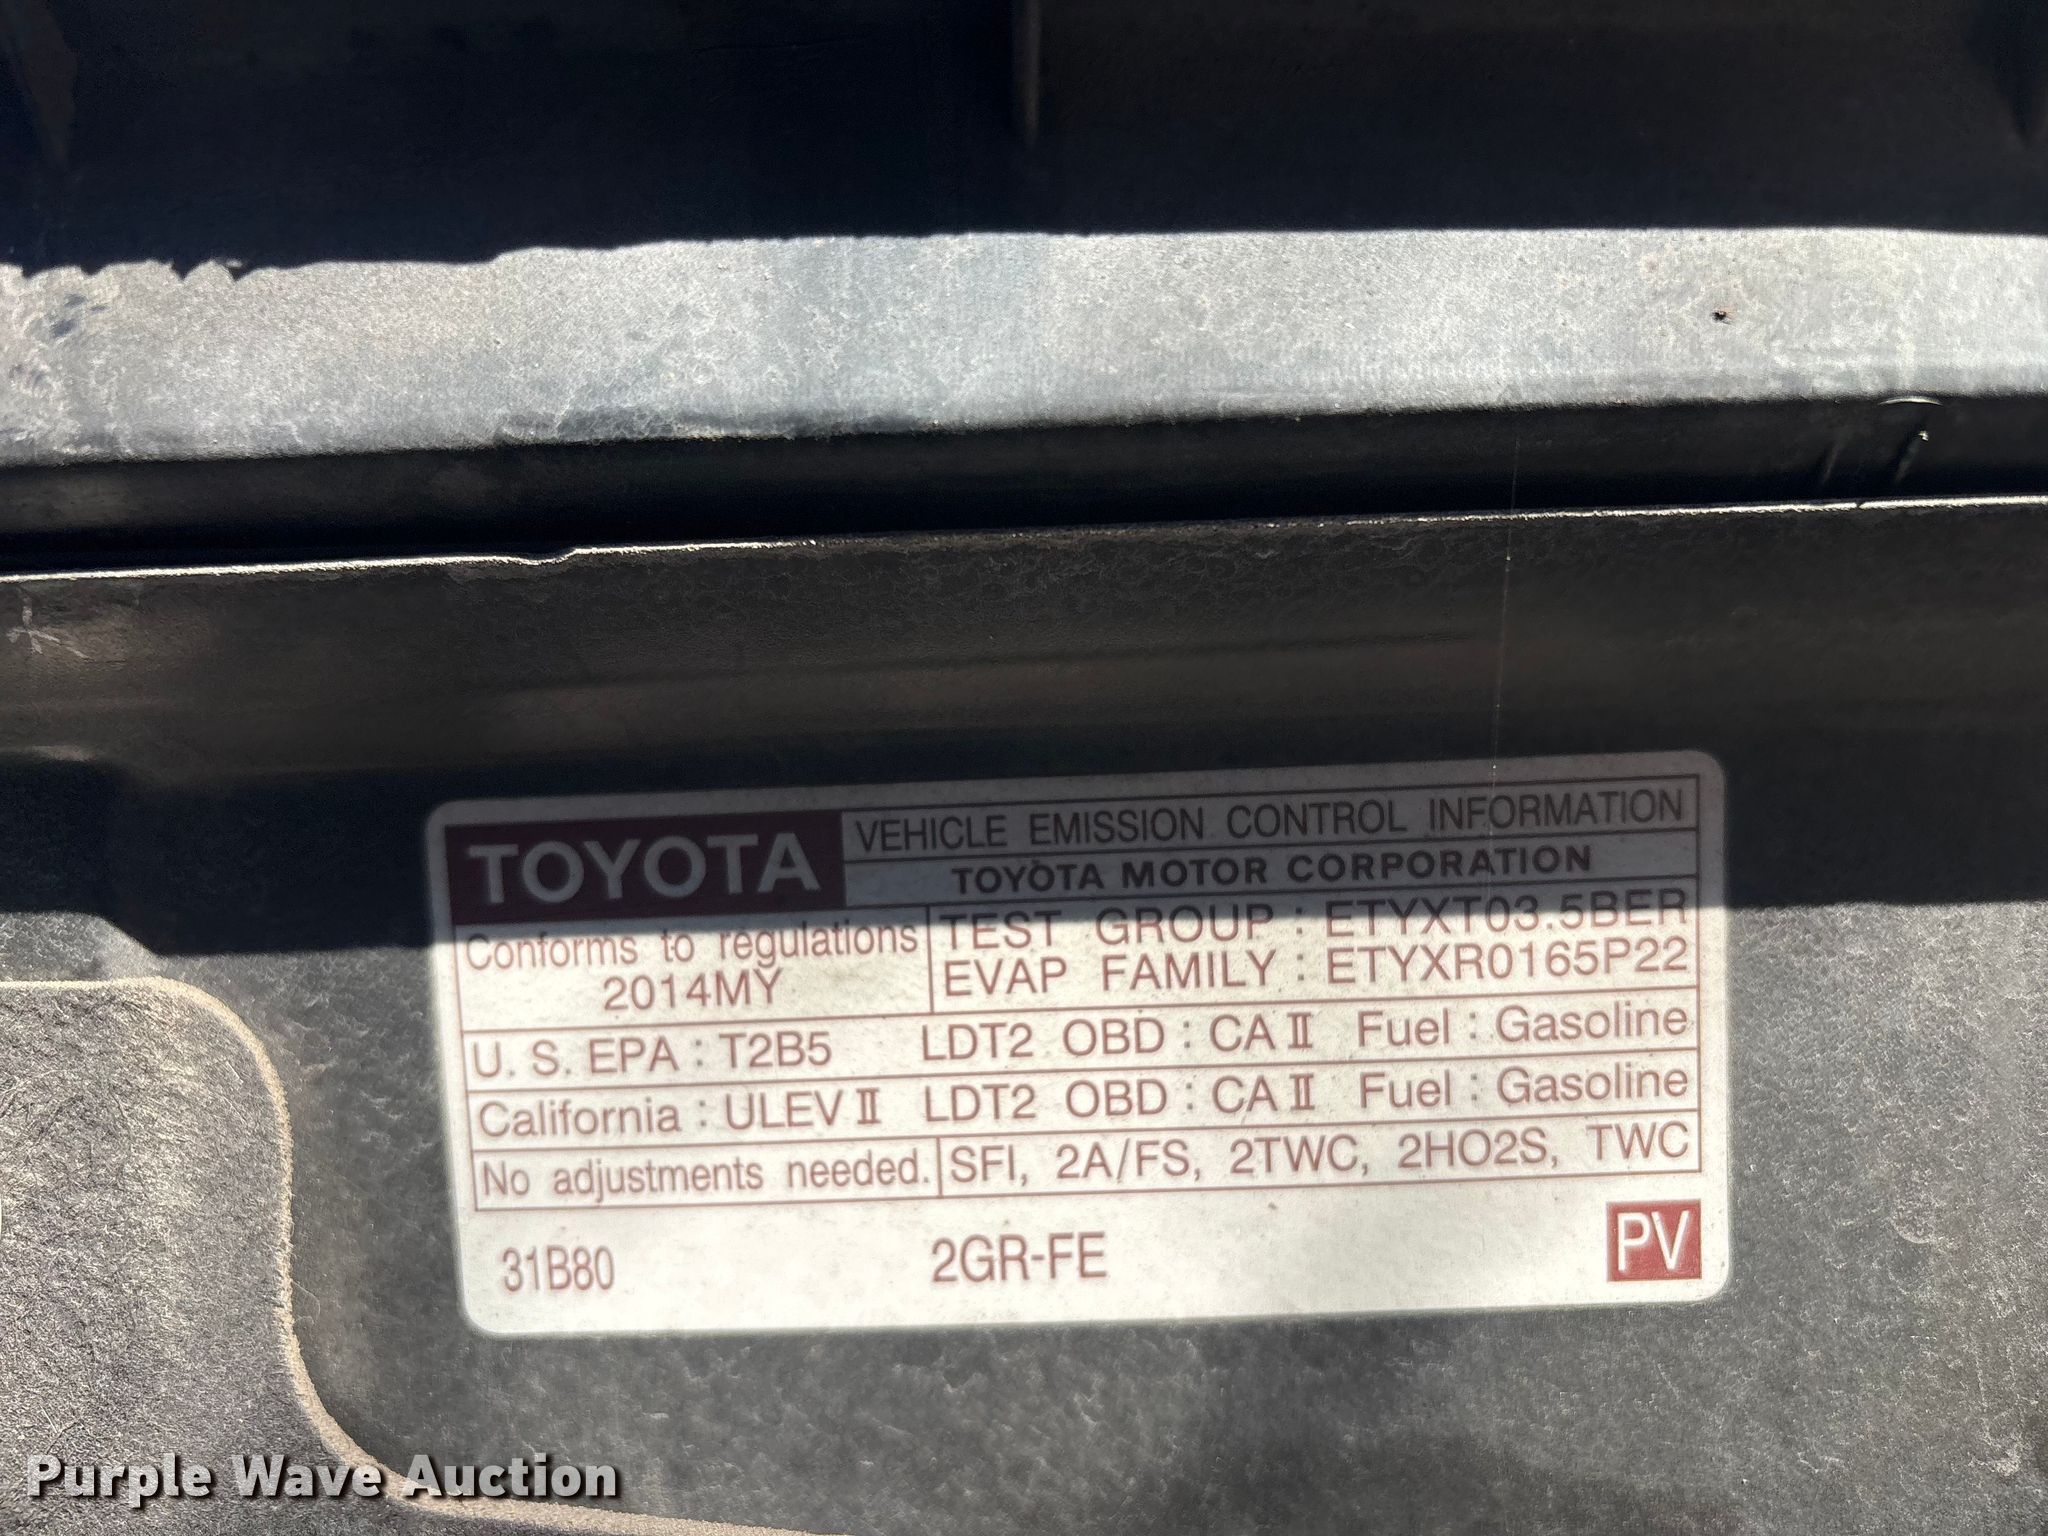 TOYOTA
VEHICLE EMISSION CONTROL INFORMATION
TOYOTA MOTOR CORPORATION
Conforms to regulations
2014MY
TEST GROUP : ETYXT03.5BER
EVAP FAMILY : ETYXR0165P22
U. S. EPA : T2B5 LDT2 OBD : CA II Fuel : Gasoline
California : ULEV II LDT2 OBD : CA II Fuel : Gasoline
No adjustments needed. SFI, 2A/FS, 2TWC, 2HO2S, TWC
31B80 2GR-FE PV
Purple Wave Auction